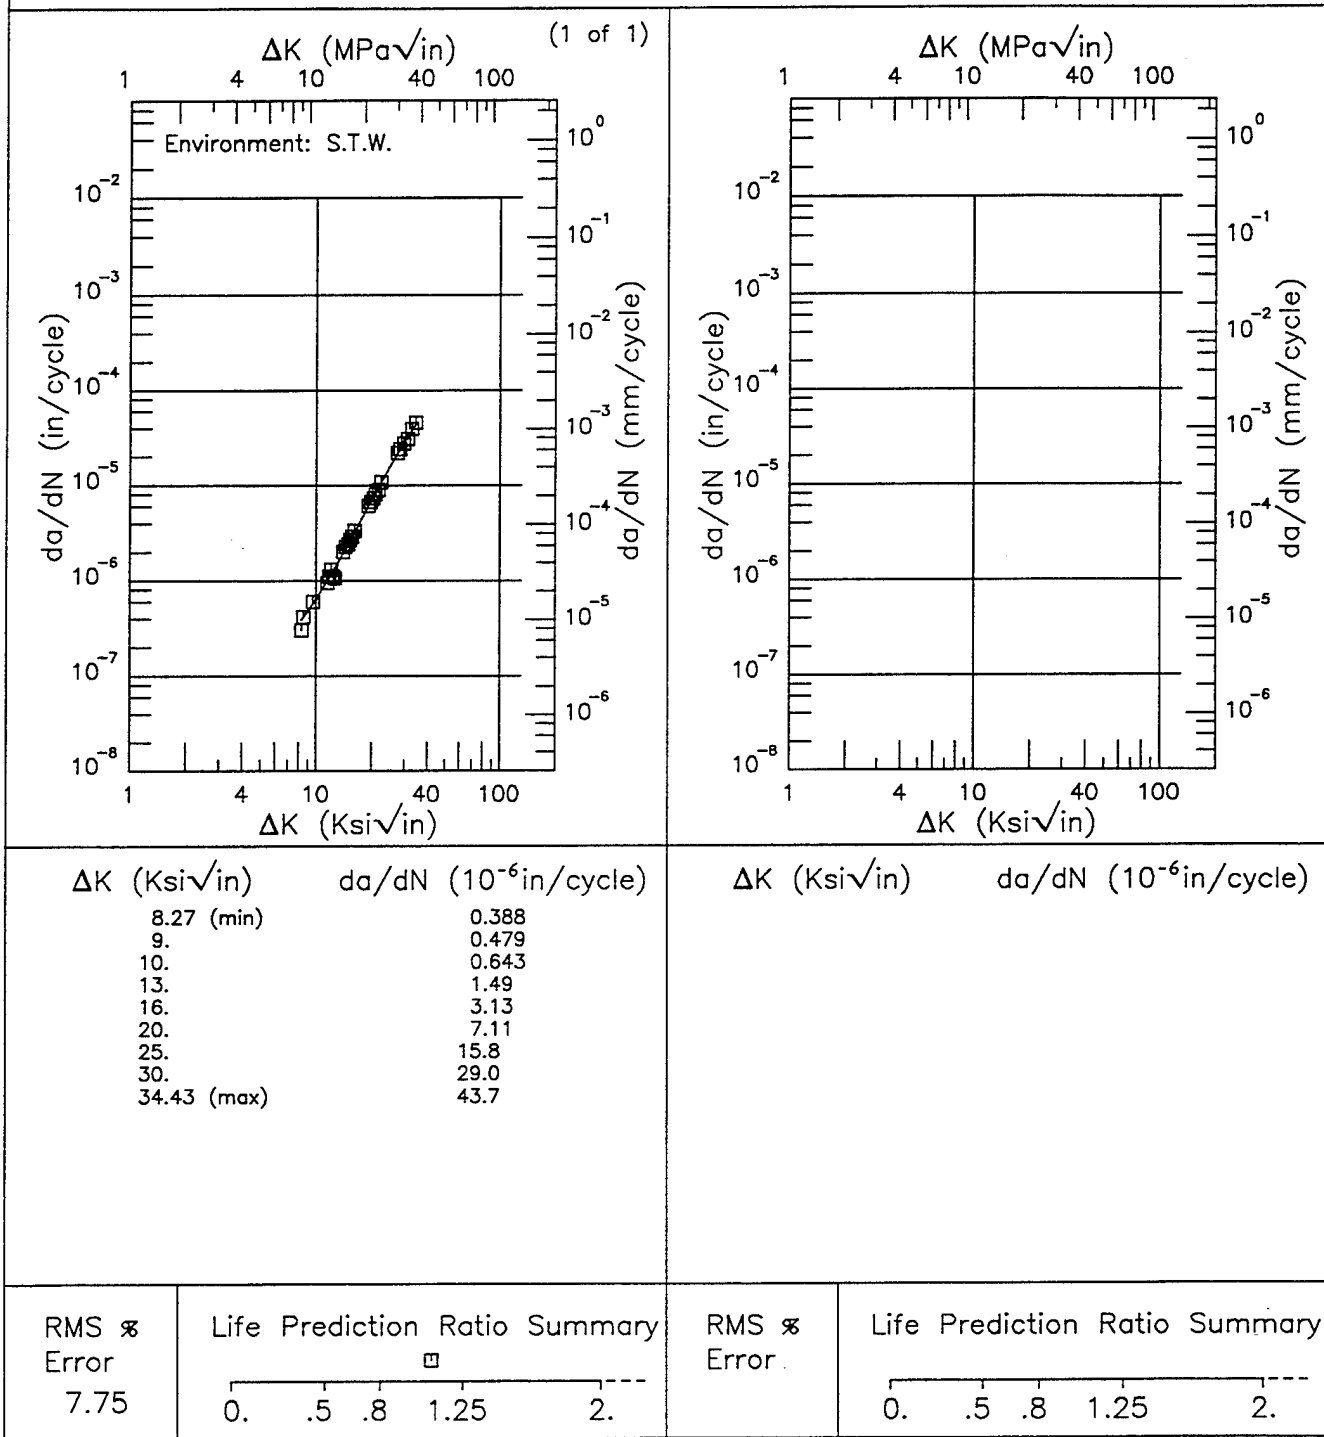 (1 of 1)
ΔK (MPa√in)
1 4 10 40 100
Environment: S.T.W.
da/dN (in/cycle)
10⁻²
10⁻³
10⁻⁴
10⁻⁵
10⁻⁶
10⁻⁷
10⁻⁸
10⁰
10⁻¹
10⁻²
10⁻³
10⁻⁴
10⁻⁵
10⁻⁶
da/dN (mm/cycle)
1 4 10 40 100
ΔK (Ksi√in)
ΔK (MPa√in)
1 4 10 40 100
da/dN (in/cycle)
10⁻²
10⁻³
10⁻⁴
10⁻⁵
10⁻⁶
10⁻⁷
10⁻⁸
10⁰
10⁻¹
10⁻²
10⁻³
10⁻⁴
10⁻⁵
10⁻⁶
da/dN (mm/cycle)
1 4 10 40 100
ΔK (Ksi√in)
ΔK (Ksi√in) da/dN (10⁻⁶in/cycle)
8.27 (min) 0.388
9. 0.479
10. 0.643
13. 1.49
16. 3.13
20. 7.11
25. 15.8
30. 29.0
34.43 (max) 43.7
ΔK (Ksi√in) da/dN (10⁻⁶in/cycle)
RMS %
Error
7.75
Life Prediction Ratio Summary
0. .5 .8 1.25 2.
RMS %
Error
Life Prediction Ratio Summary
0. .5 .8 1.25 2.